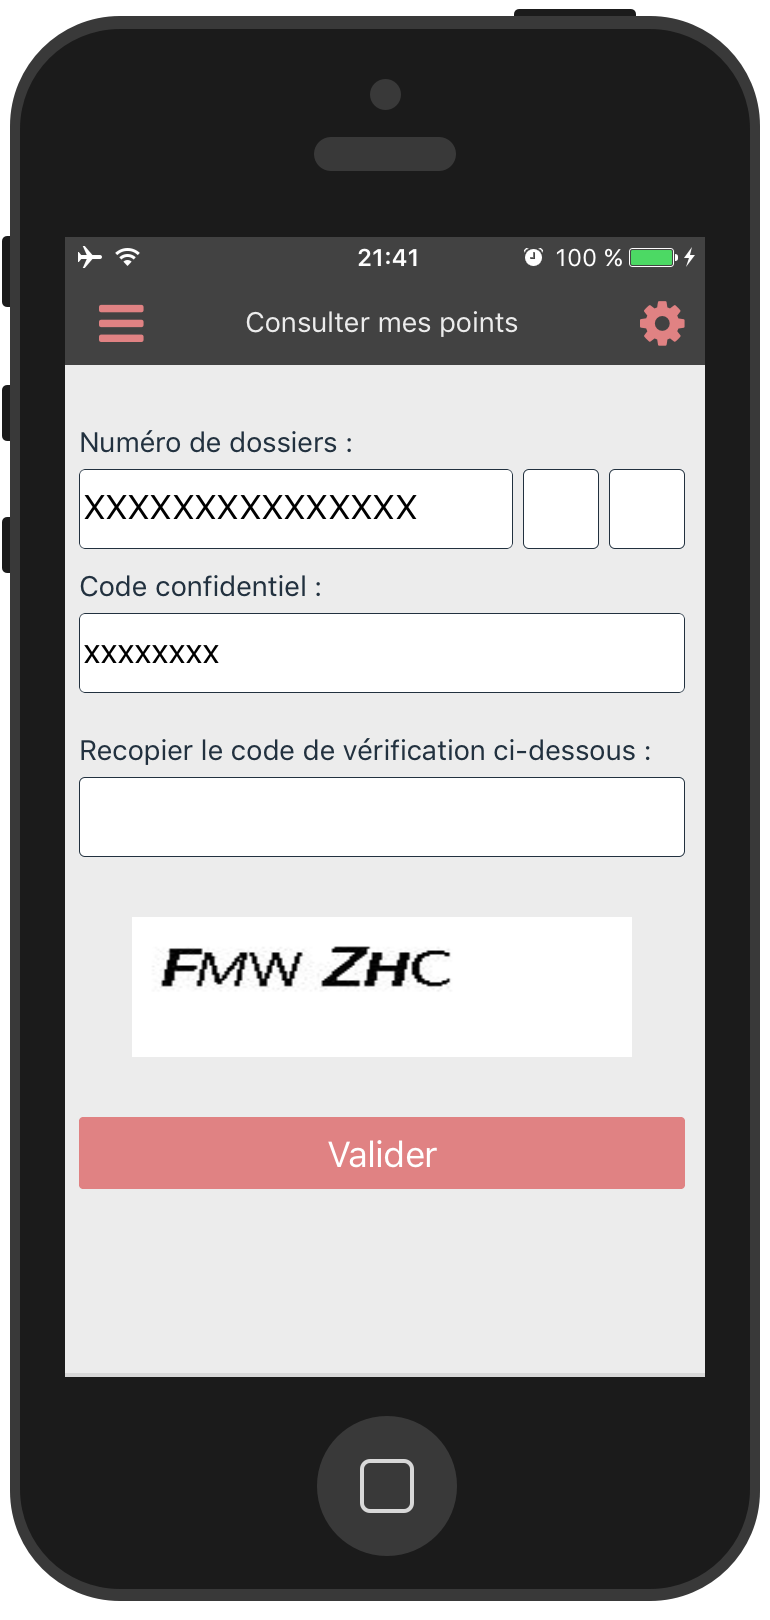 21:41 100 %
Consulter mes points
Numéro de dossiers :
XXXXXXXXXXXXXXX
Code confidentiel :
xxxxxxxx
Recopier le code de vérification ci-dessous :
FMW ZHC
Valider